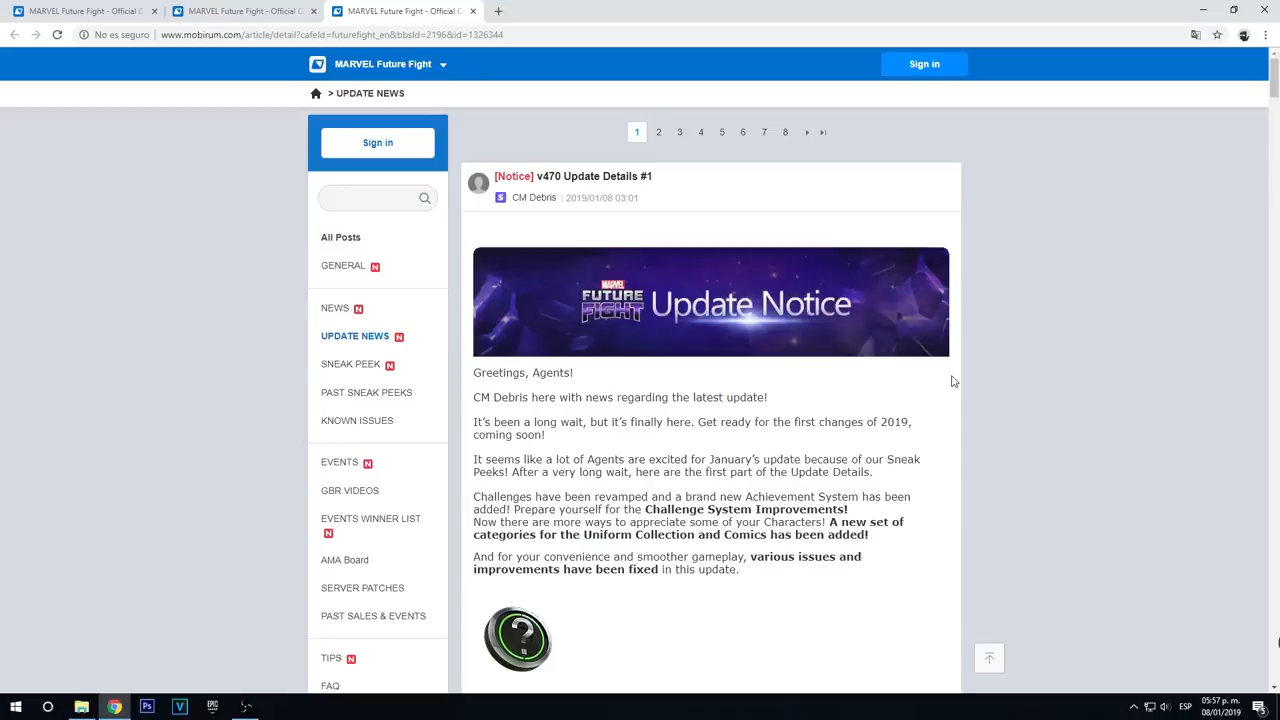 MARVEL Future Fight - Official C
MARVEL Future Fight - Official C
MARVEL Future Fight - Official C
No es seguro | www.mobirum.com/article/detail?cafeId=futurefight_en&bbsId=2196&id=1326344
MARVEL Future Fight
Sign in
> UPDATE NEWS
Sign in
1 2 3 4 5 6 7 8
[Notice] v470 Update Details #1
S CM Debris | 2019/01/08 03:01
All Posts
GENERAL N
NEWS N
UPDATE NEWS N
SNEAK PEEK N
PAST SNEAK PEEKS
KNOWN ISSUES
EVENTS N
GBR VIDEOS
EVENTS WINNER LIST
N
AMA Board
SERVER PATCHES
PAST SALES & EVENTS
TIPS N
FAQ
MARVEL
FUTURE
FIGHT
Update Notice
Greetings, Agents!
CM Debris here with news regarding the latest update!
It’s been a long wait, but it’s finally here. Get ready for the first changes of 2019,
coming soon!
It seems like a lot of Agents are excited for January’s update because of our Sneak
Peeks! After a very long wait, here are the first part of the Update Details.
Challenges have been revamped and a brand new Achievement System has been
added! Prepare yourself for the Challenge System Improvements!
Now there are more ways to appreciate some of your Characters! A new set of
categories for the Uniform Collection and Comics has been added!
And for your convenience and smoother gameplay, various issues and
improvements have been fixed in this update.
?
Ps
V
EPIC
ESP
05:57 p. m.
08/01/2019
5